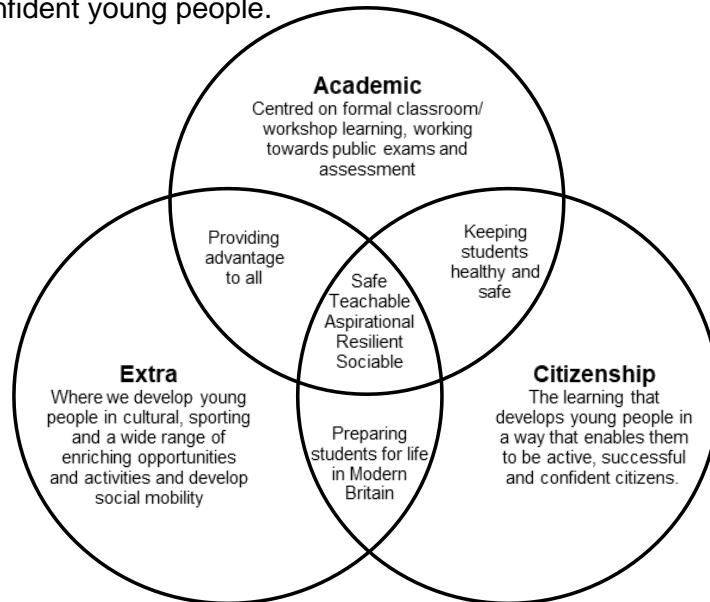 nfident young people.
Academic
Centred on formal classroom/
workshop learning, working
towards public exams and
assessment
Providing
advantage
to all
Keeping
students
healthy and
safe
Safe
Teachable
Aspirational
Resilient
Sociable
Extra
Where we develop young
people in cultural, sporting
and a wide range of
enriching opportunities
and activities and develop
social mobility
Citizenship
The learning that
develops young people in
a way that enables them
to be active, successful
and confident citizens.
Preparing
students for life
in Modern
Britain